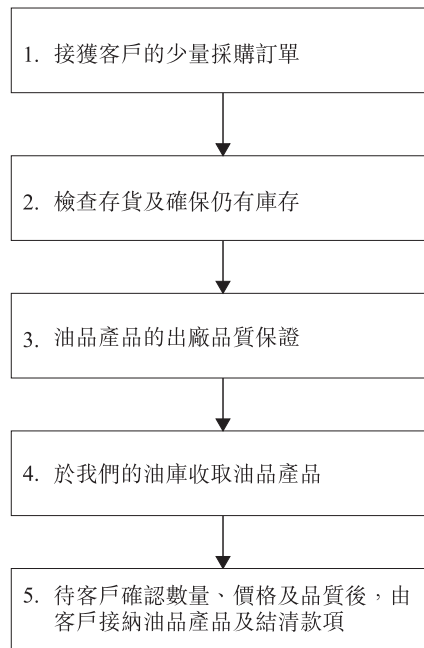 1. 接獲客戶的少量採購訂單
2. 檢查存貨及確保仍有庫存
3. 油品產品的出廠品質保證
4. 於我們的油庫收取油品產品
5. 待客戶確認數量、價格及品質後，由
客戶接納油品產品及結清款項